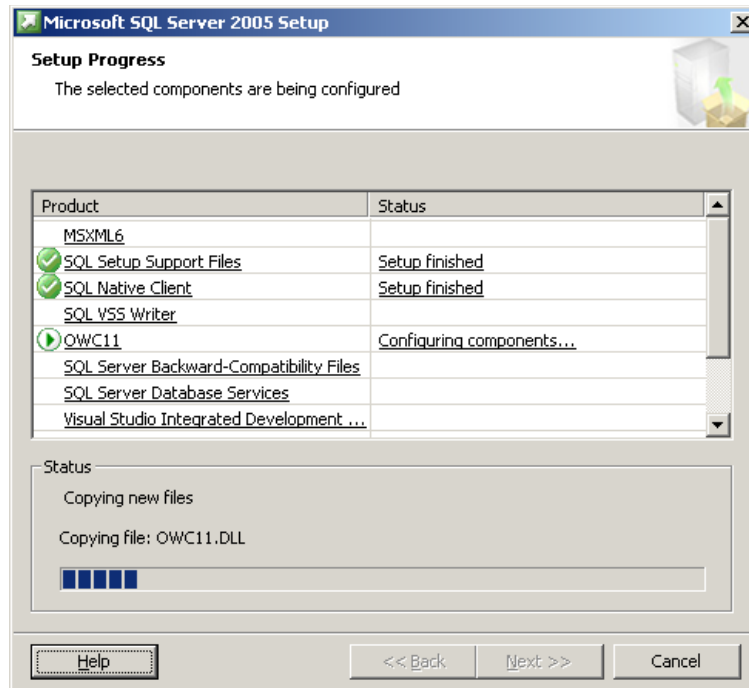 Microsoft SQL Server 2005 Setup
Setup Progress
The selected components are being configured
Product Status
MSXML6
SQL Setup Support Files Setup finished
SQL Native Client Setup finished
SQL VSS Writer
OWC11 Configuring components...
SQL Server Backward-Compatibility Files
SQL Server Database Services
Visual Studio Integrated Development ...
Status
Copying new files
Copying file: OWC11.DLL
Help << Back Next >> Cancel